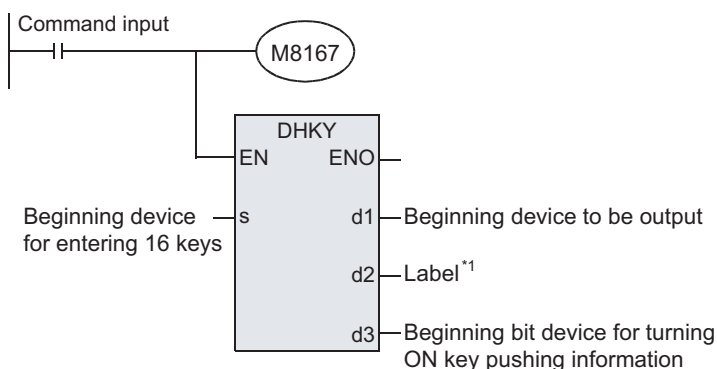 Command input
M8167
DHKY
EN ENO
Beginning device s d1 Beginning device to be output
for entering 16 keys
d2 Label*1
d3 Beginning bit device for turning
ON key pushing information